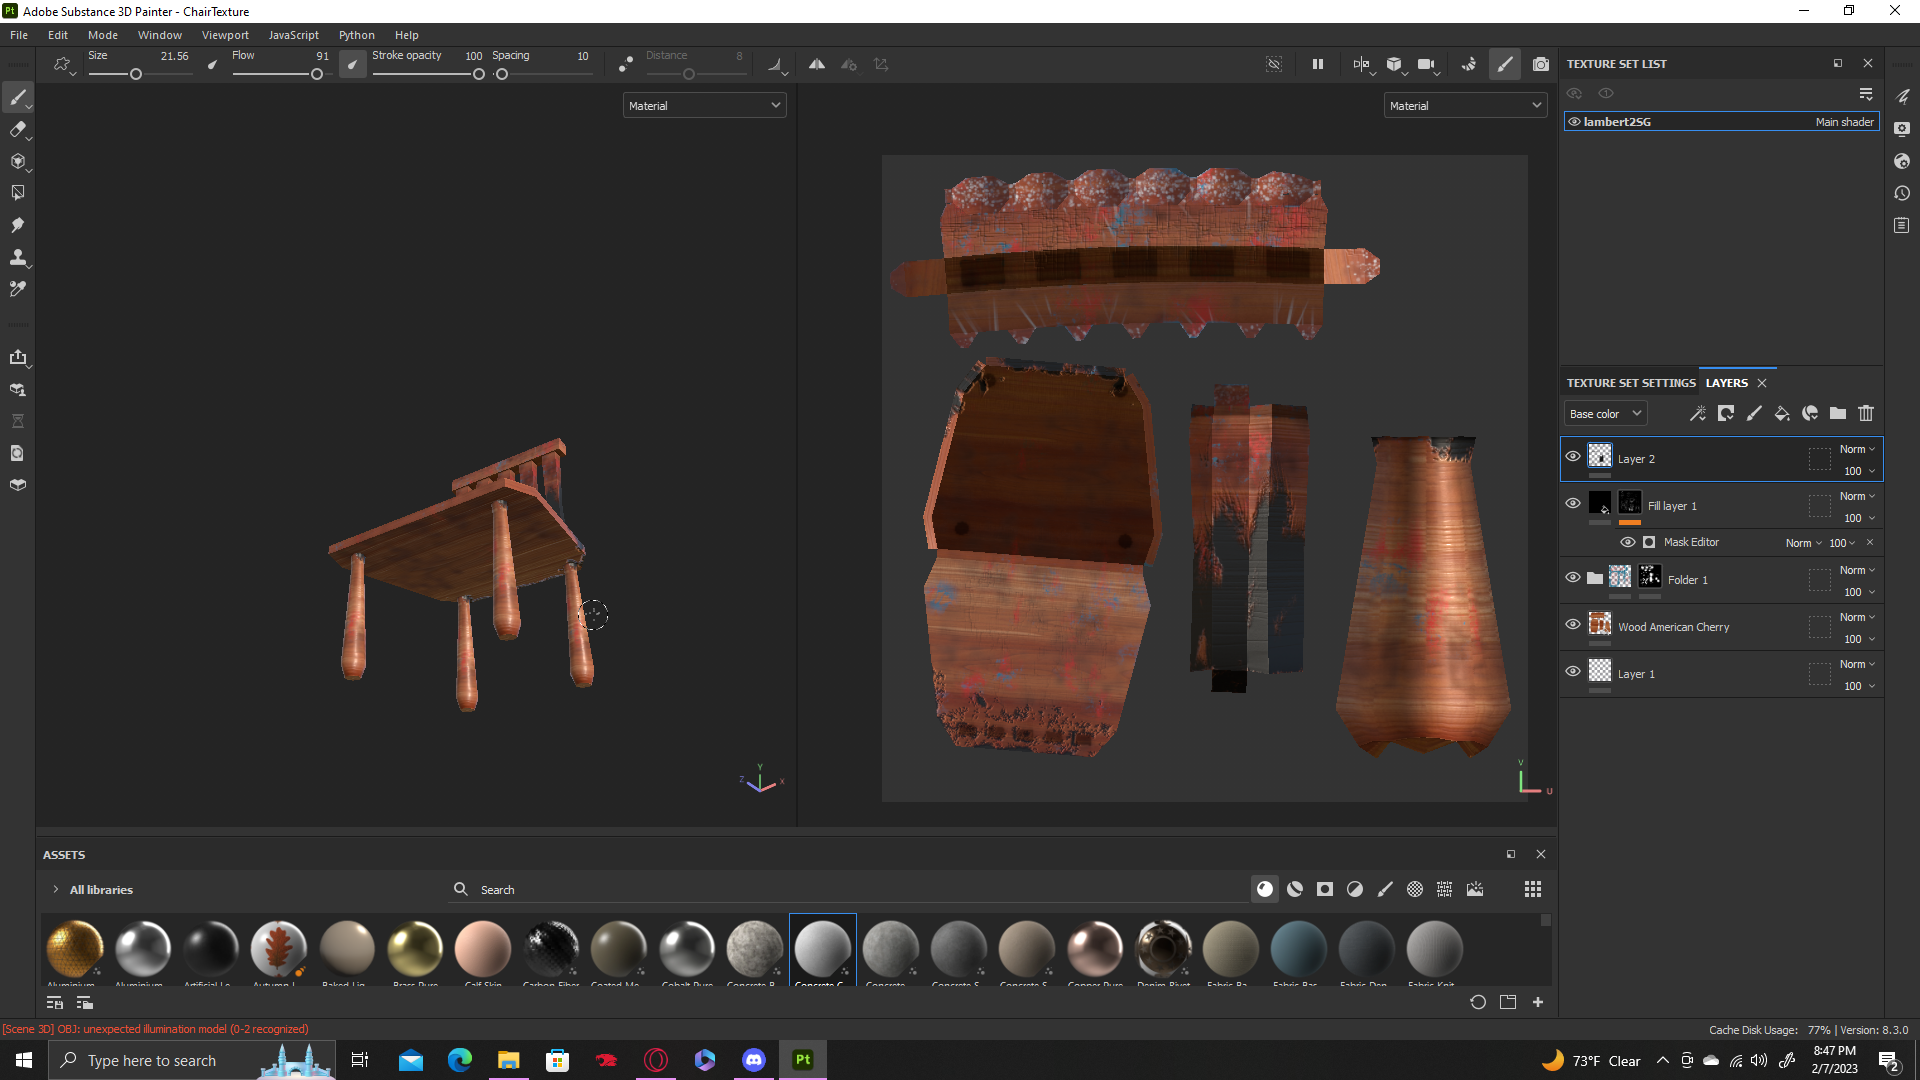 Pt Adobe Substance 3D Painter - ChairTexture
File Edit Mode Window Viewport JavaScript Python Help
Size 21.56 Flow 91 Stroke opacity 100 Spacing 10 Distance 8
Material
Material
TEXTURE SET LIST
lambert2SG Main shader
TEXTURE SET SETTINGS LAYERS
Base color
Layer 2 Norm
100
Fill layer 1 Norm
100
Mask Editor Norm 100
Folder 1 Norm
100
Wood American Cherry Norm
100
Layer 1 Norm
100
Y
Z X
V
U
ASSETS
All libraries Search
Aluminium ... Aluminium ... Artificial Le... Autumn L... Baked Lig... Brass Pure Calf Skin Carbon Fiber Coated Me... Cobalt Pure Concrete B... Concrete C... Concrete ... Concrete S... Concrete S... Copper Pure Denim Rivet Fabric Ba... Fabric Bas... Fabric Den... Fabric Knit...
[Scene 3D] OBJ: unexpected illumination model (0-2 recognized) Cache Disk Usage: 77% | Version: 8.3.0
Type here to search Pt 73°F Clear 8:47 PM
2/7/2023 2